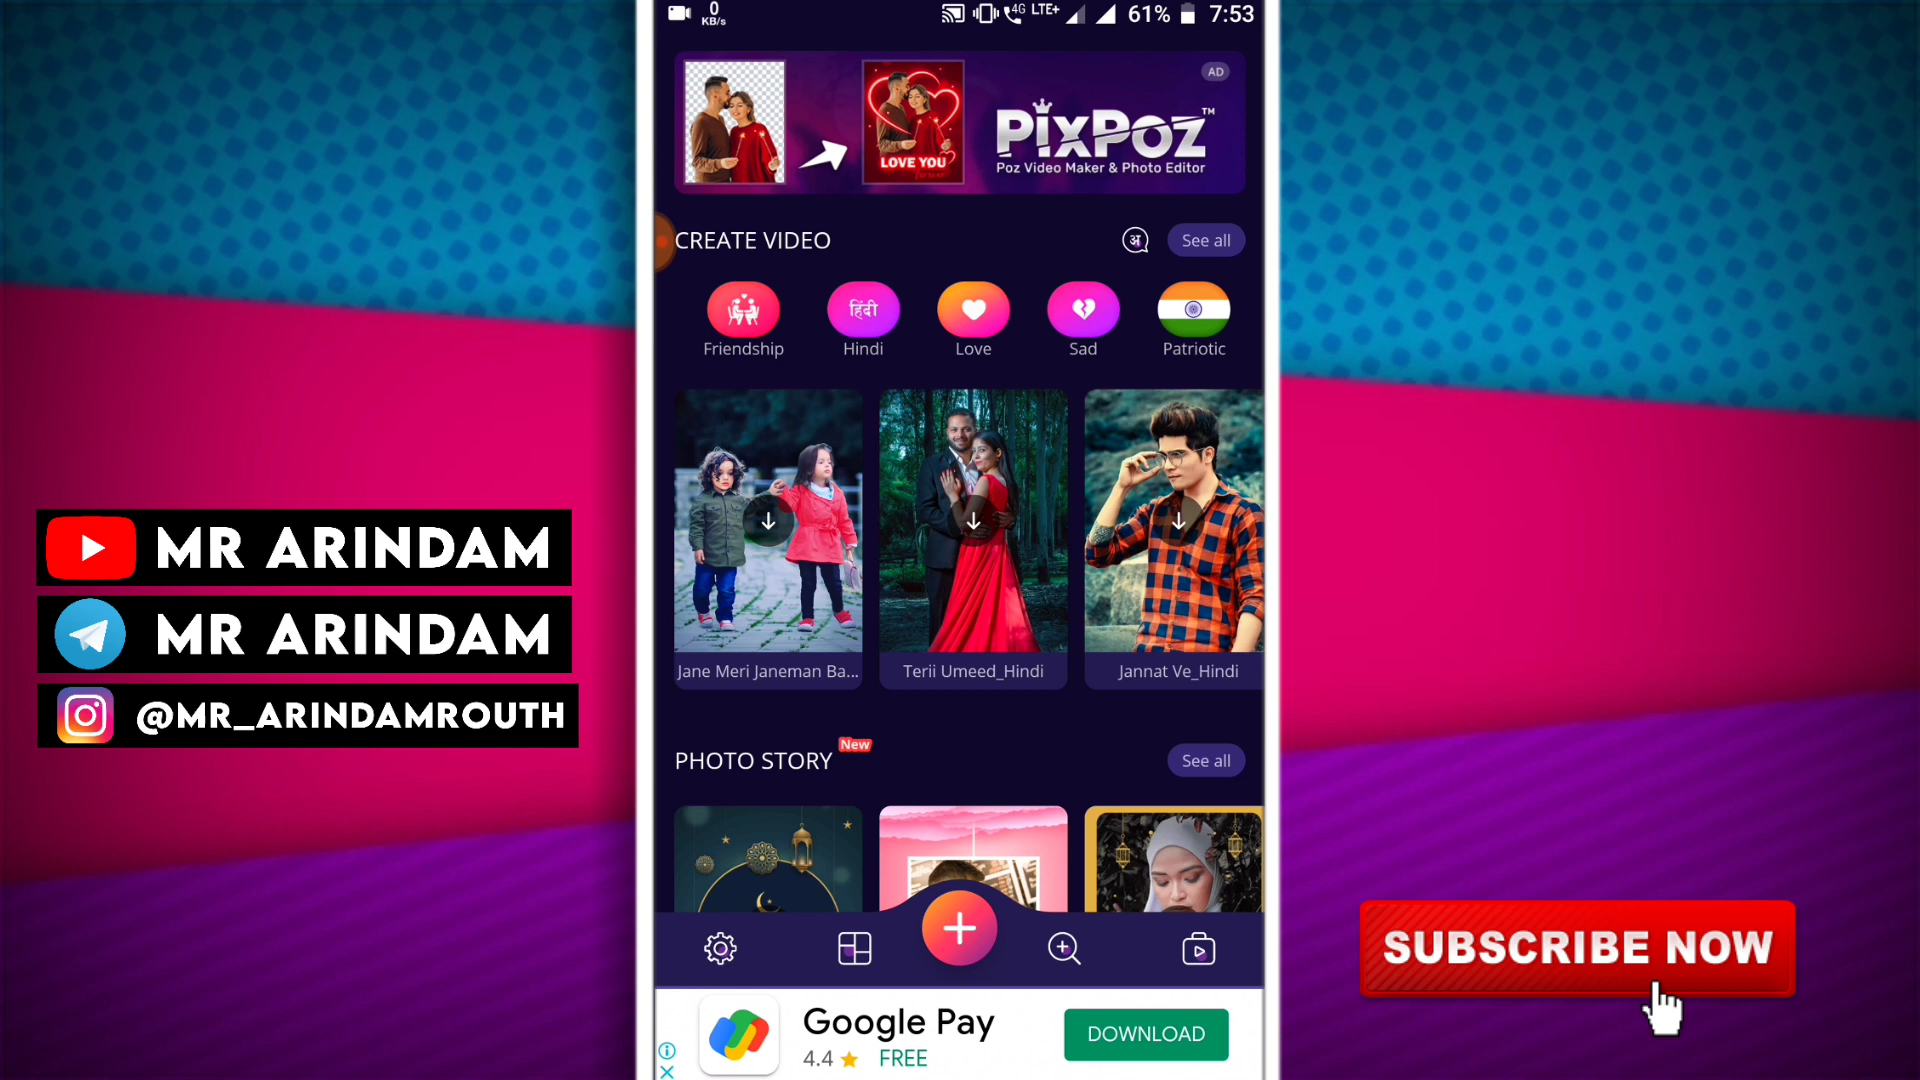 0
KB/s
4G LTE+ 61% 7:53
AD
PixPoz™
Poz Video Maker & Photo Editor
LOVE YOU
forever
CREATE VIDEO
अ
See all
हिंदी
Friendship
Hindi
Love
Sad
Patriotic
Jane Meri Janeman Ba...
Terii Umeed_Hindi
Jannat Ve_Hindi
PHOTO STORY New
See all
Google Pay
4.4 FREE
DOWNLOAD
MR ARINDAM
MR ARINDAM
@MR_ARINDAMROUTH
SUBSCRIBE NOW